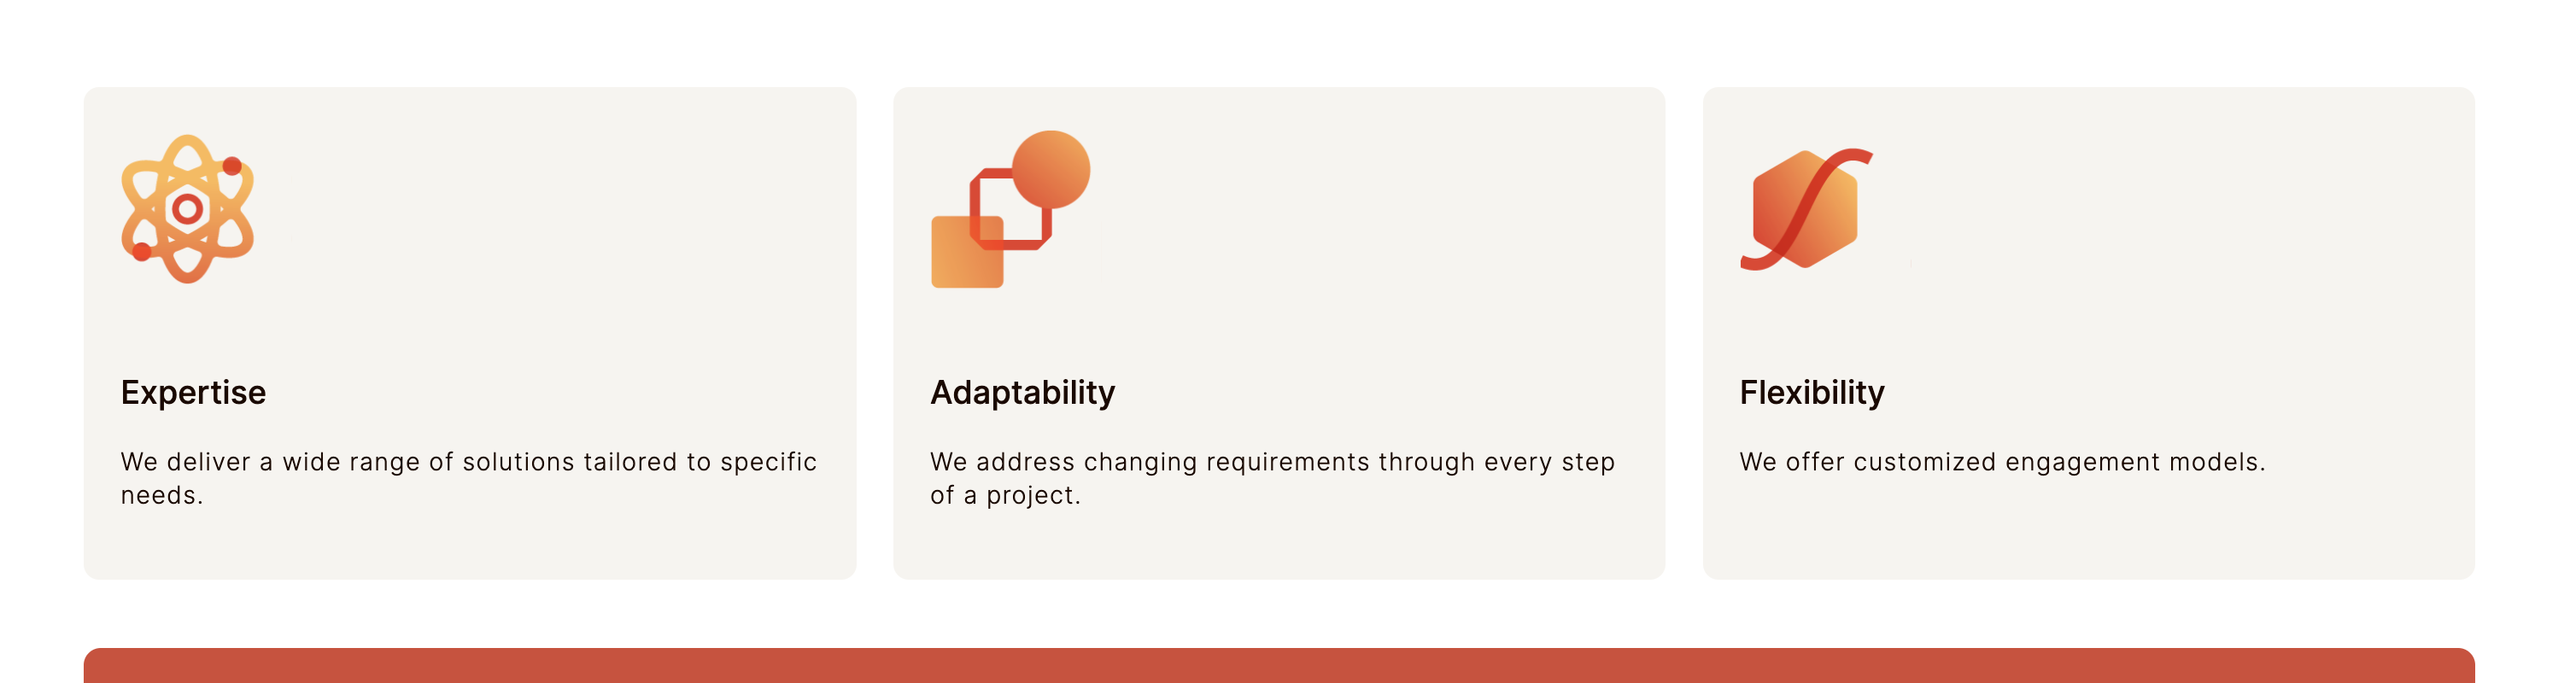 Expertise
We deliver a wide range of solutions tailored to specific
needs.
Adaptability
We address changing requirements through every step
of a project.
Flexibility
We offer customized engagement models.